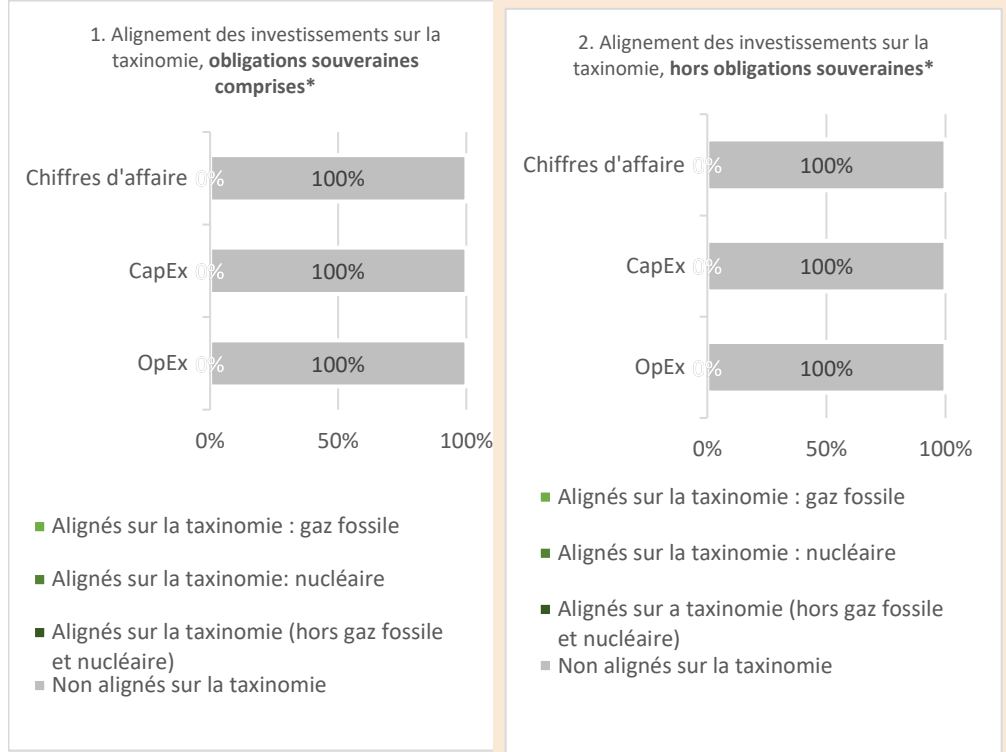 1. Alignement des investissements sur la
taxinomie, obligations souveraines
comprises*
Chiffres d'affaire 0% 100%
CapEx 0% 100%
OpEx 0% 100%
0% 50% 100%
Alignés sur la taxinomie : gaz fossile
Alignés sur la taxinomie: nucléaire
Alignés sur la taxinomie (hors gaz fossile
et nucléaire)
Non alignés sur la taxinomie
2. Alignement des investissements sur la
taxinomie, hors obligations souveraines*
Chiffres d'affaire 0% 100%
CapEx 0% 100%
OpEx 0% 100%
0% 50% 100%
Alignés sur la taxinomie : gaz fossile
Alignés sur la taxinomie : nucléaire
Alignés sur a taxinomie (hors gaz fossile
et nucléaire)
Non alignés sur la taxinomie